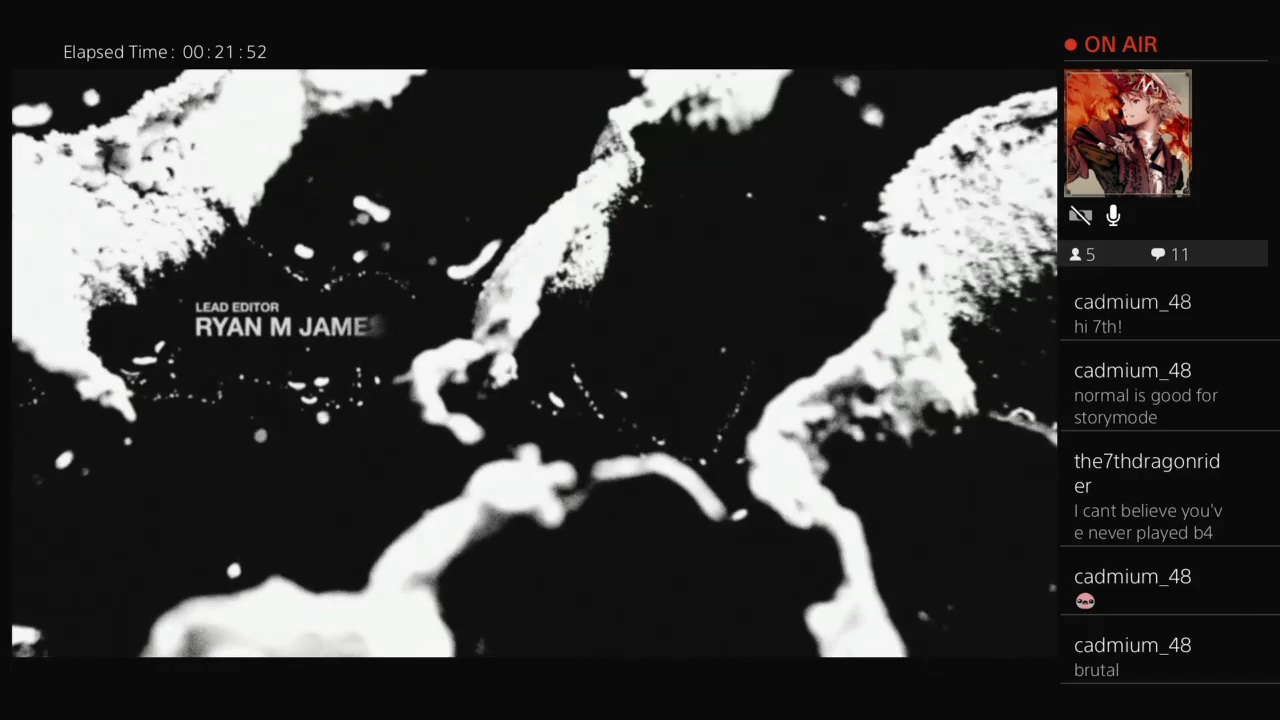 Elapsed Time: 00:21:52
ON AIR
5
11
cadmium_48
hi 7th!
cadmium_48
normal is good for
storymode
the7thdragonrid
er
I cant believe you'v
e never played b4
cadmium_48
cadmium_48
brutal
LEAD EDITOR
RYAN M JAMES